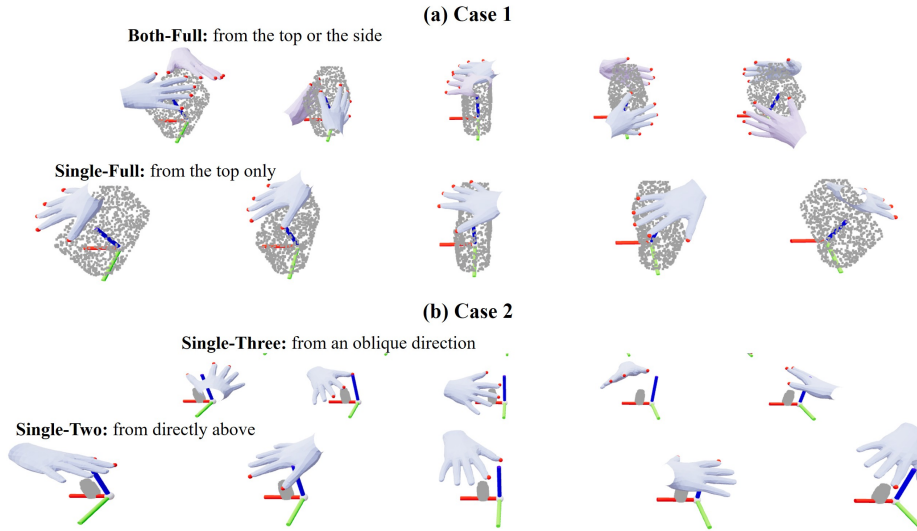 (a) Case 1
Both-Full: from the top or the side
Single-Full: from the top only
(b) Case 2
Single-Three: from an oblique direction
Single-Two: from directly above